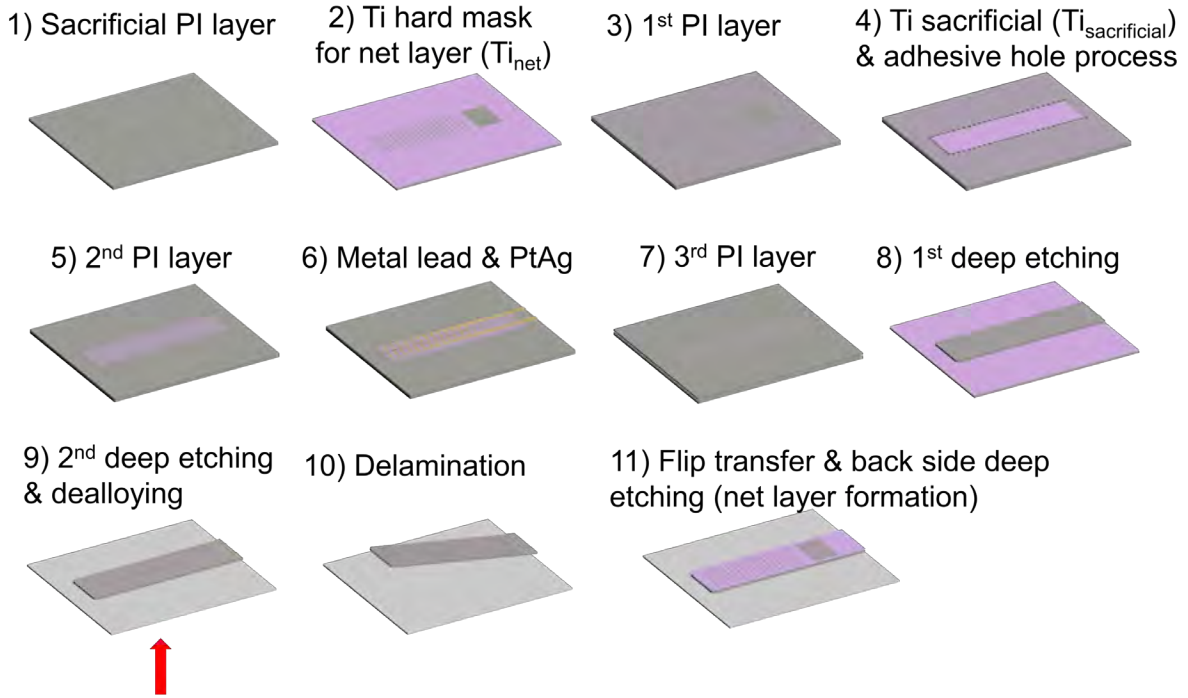 1) Sacrificial PI layer
2) Ti hard mask
for net layer (Ti_net)
3) 1st PI layer
4) Ti sacrificial (Ti_sacrificial)
& adhesive hole process
5) 2nd PI layer
6) Metal lead & PtAg
7) 3rd PI layer
8) 1st deep etching
9) 2nd deep etching
& dealloying
10) Delamination
11) Flip transfer & back side deep
etching (net layer formation)